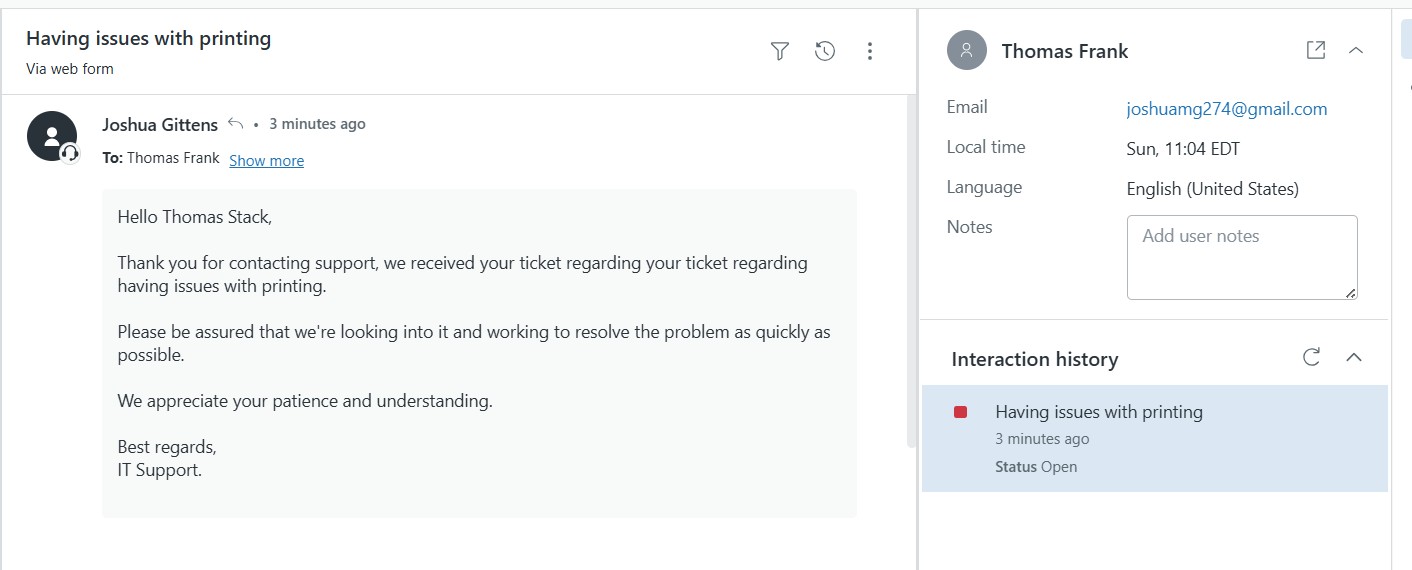 Having issues with printing
Via web form
Joshua Gittens • 3 minutes ago
To: Thomas Frank Show more
Hello Thomas Stack,
Thank you for contacting support, we received your ticket regarding your ticket regarding
having issues with printing.
Please be assured that we're looking into it and working to resolve the problem as quickly as
possible.
We appreciate your patience and understanding.
Best regards,
IT Support.
Thomas Frank
Email joshuamg274@gmail.com
Local time Sun, 11:04 EDT
Language English (United States)
Notes Add user notes
Interaction history
Having issues with printing
3 minutes ago
Status Open